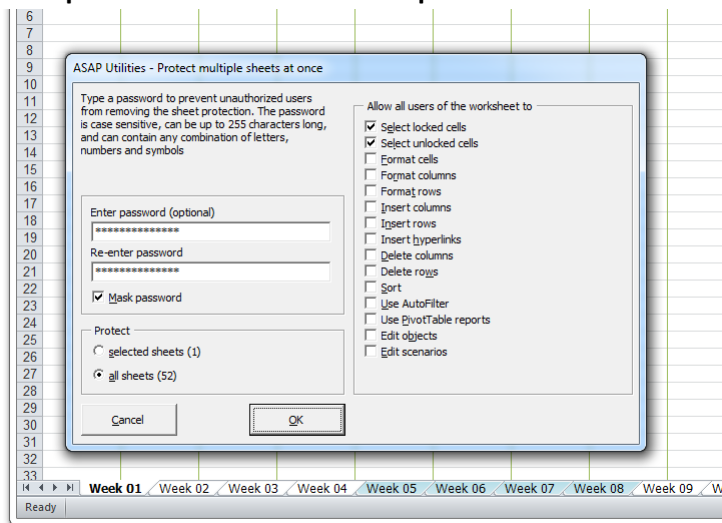 6
7
8
9
10
11
12
13
14
15
16
17
18
19
20
21
22
23
24
25
26
27
28
29
30
31
32
33
ASAP Utilities - Protect multiple sheets at once
Type a password to prevent unauthorized users
from removing the sheet protection. The password
is case sensitive, can be up to 255 characters long,
and can contain any combination of letters,
numbers and symbols
Enter password (optional)
**************
Re-enter password
**************
Mask password
Protect
selected sheets (1)
all sheets (52)
Cancel
OK
Allow all users of the worksheet to
Select locked cells
Select unlocked cells
Format cells
Format columns
Format rows
Insert columns
Insert rows
Insert hyperlinks
Delete columns
Delete rows
Sort
Use AutoFilter
Use PivotTable reports
Edit objects
Edit scenarios
Week 01 Week 02 Week 03 Week 04 Week 05 Week 06 Week 07 Week 08 Week 09
Ready